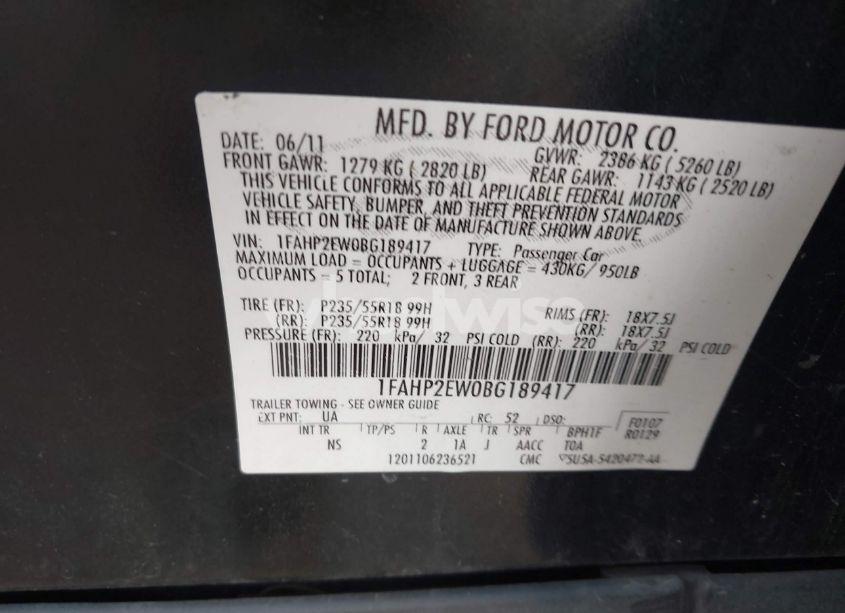 MFD. BY FORD MOTOR CO.
DATE: 06/11 GVWR: 2386 KG ( 5260 LB)
FRONT GAWR: 1279 KG ( 2820 LB) REAR GAWR: 1143 KG ( 2520 LB)
THIS VEHICLE CONFORMS TO ALL APPLICABLE FEDERAL MOTOR
VEHICLE SAFETY, BUMPER, AND THEFT PREVENTION STANDARDS
IN EFFECT ON THE DATE OF MANUFACTURE SHOWN ABOVE.
VIN: 1FAHP2EW0BG189417 TYPE: Passenger Car
MAXIMUM LOAD = OCCUPANTS + LUGGAGE = 430KG/ 950LB
OCCUPANTS = 5 TOTAL; 2 FRONT, 3 REAR
TIRE (FR): P235/55R18 99H RIMS (FR): 18X7.5J
(RR): P235/55R18 99H (RR): 18X7.5J
PRESSURE (FR): 220 kPa/ 32 PSI COLD (RR): 220 kPa/ 32 PSI COLD
1FAHP2EW0BG189417
TRAILER TOWING - SEE OWNER GUIDE
EXT PNT: UA RC: 52 DSO: F0107
INT TR TP/PS R AXLE TR SPR BPHTF R0129
NS 2 1A J AACC TOA
1201106236521 CMC